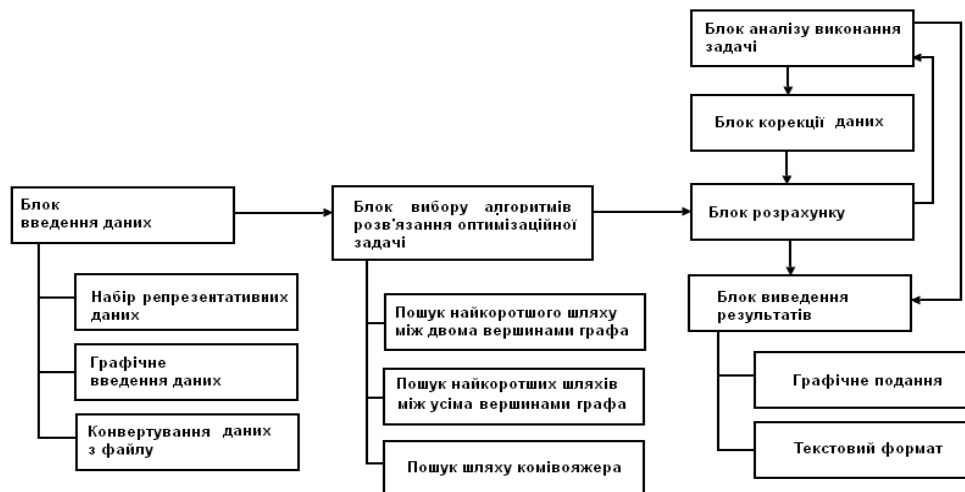 Блок аналізу виконання
задачі
Блок корекції даних
Блок
введення даних
Блок вибору алгоритмів
розв'язання оптимізаційної
задачі
Блок розрахунку
Набір репрезентативних
даних
Графічне
введення даних
Конвертування даних
з файлу
Пошук найкоротшого шляху
між двома вершинами графа
Пошук найкоротших шляхів
між усіма вершинами графа
Пошук шляху комівояжера
Блок виведення
результатів
Графічне подання
Текстовий формат